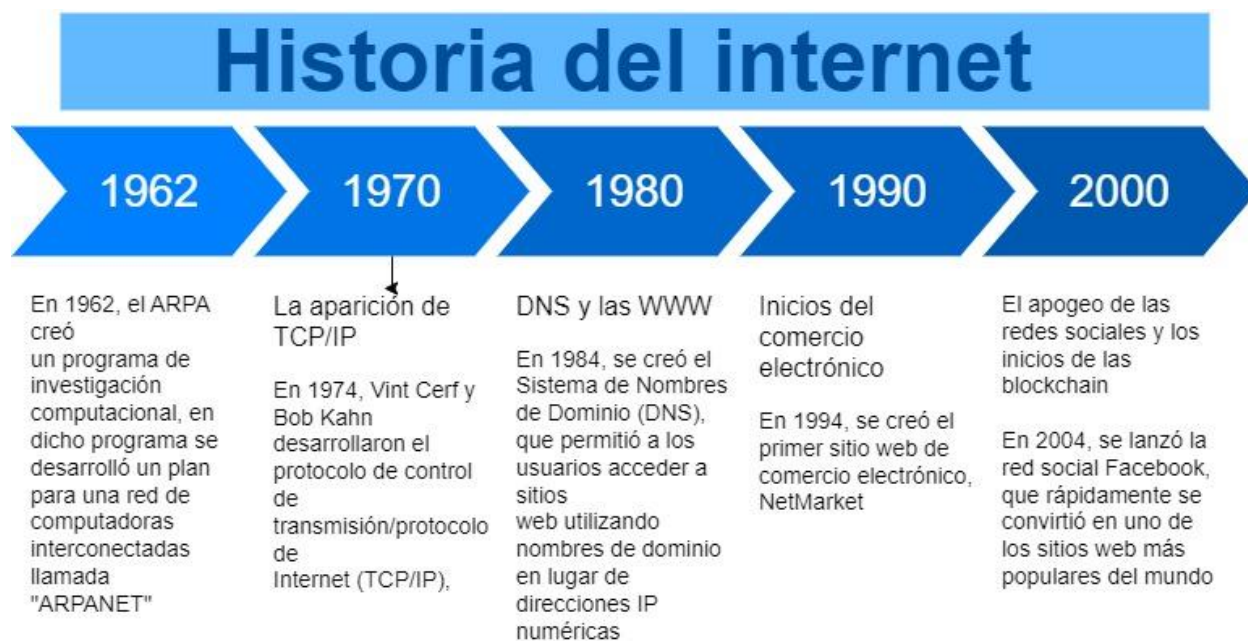 Historia del internet
1962
1970
1980
1990
2000
En 1962, el ARPA
creó
un programa de
investigación
computacional, en
dicho programa se
desarrolló un plan
para una red de
computadoras
interconectadas
llamada
"ARPANET"
La aparición de
TCP/IP
En 1974, Vint Cerf y
Bob Kahn
desarrollaron el
protocolo de control
de
transmisión/protocolo
de
Internet (TCP/IP),
DNS y las WWW
En 1984, se creó el
Sistema de Nombres
de Dominio (DNS),
que permitió a los
usuarios acceder a
sitios
web utilizando
nombres de dominio
en lugar de
direcciones IP
numéricas
Inicios del
comercio
electrónico
En 1994, se creó el
primer sitio web de
comercio electrónico,
NetMarket
El apogeo de las
redes sociales y los
inicios de las
blockchain
En 2004, se lanzó la
red social Facebook,
que rápidamente se
convirtió en uno de
los sitios web más
populares del mundo